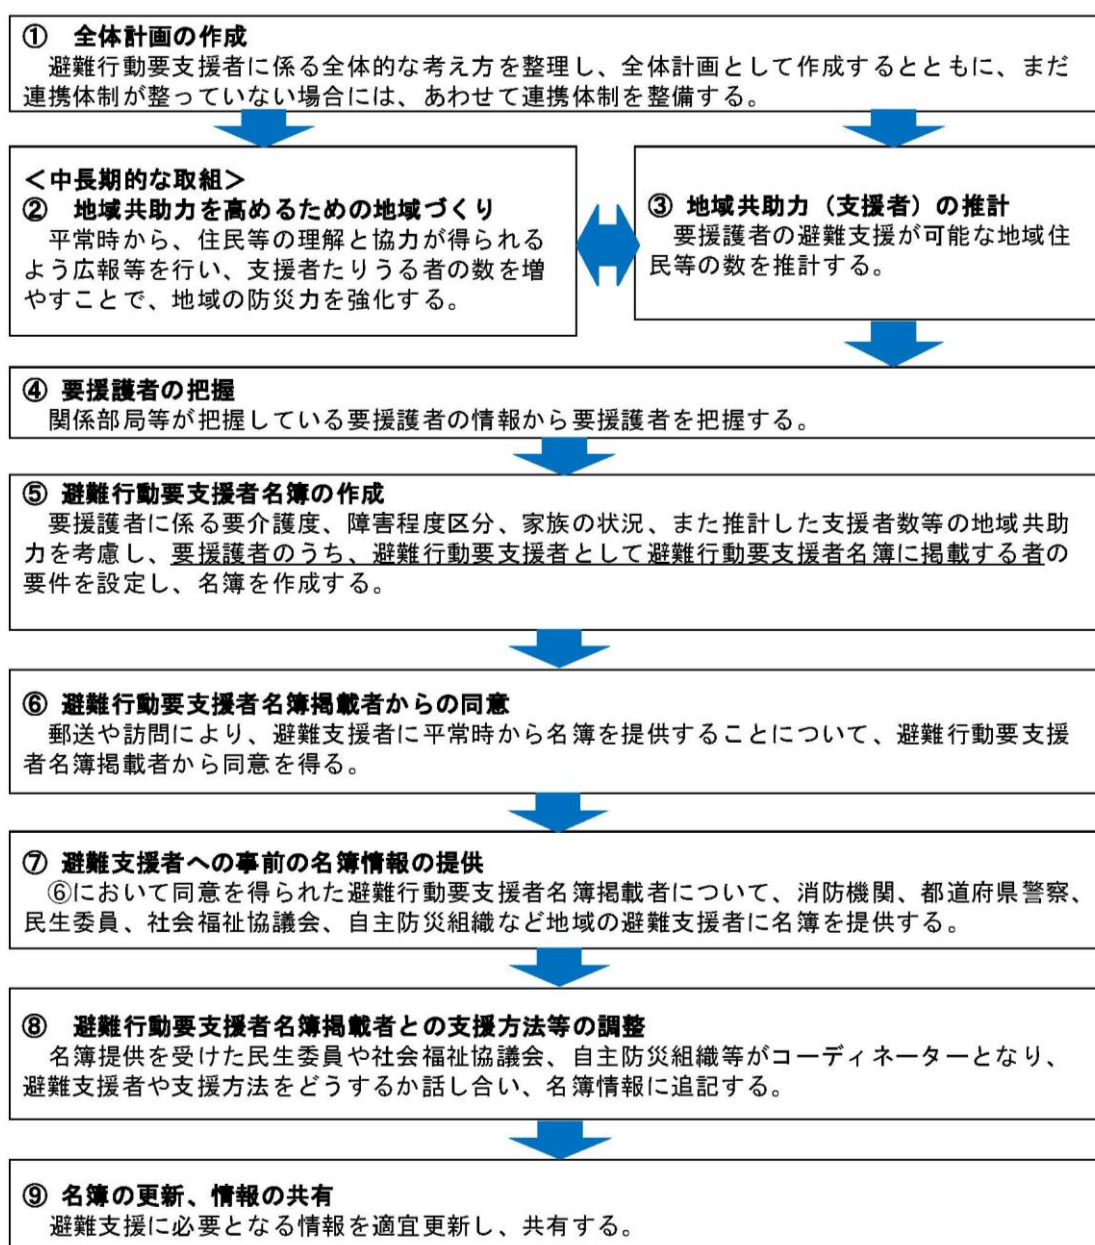 ① 全体計画の作成
避難行動要支援者に係る全体的な考え方を整理し、全体計画として作成するとともに、まだ
連携体制が整っていない場合には、あわせて連携体制を整備する。
＜中長期的な取組＞
② 地域共助力を高めるための地域づくり
平常時から、住民等の理解と協力が得られる
よう広報等を行い、支援者たりうる者の数を増
やすことで、地域の防災力を強化する。
③ 地域共助力（支援者）の推計
要援護者の避難支援が可能な地域住
民等の数を推計する。
④ 要援護者の把握
関係部局等が把握している要援護者の情報から要援護者を把握する。
⑤ 避難行動要支援者名簿の作成
要援護者に係る要介護度、障害程度区分、家族の状況、また推計した支援者数等の地域共助
力を考慮し、要援護者のうち、避難行動要支援者として避難行動要支援者名簿に掲載する者の
要件を設定し、名簿を作成する。
⑥ 避難行動要支援者名簿掲載者からの同意
郵送や訪問により、避難支援者に平常時から名簿を提供することについて、避難行動要支援
者名簿掲載者から同意を得る。
⑦ 避難支援者への事前の名簿情報の提供
⑥において同意を得られた避難行動要支援者名簿掲載者について、消防機関、都道府県警察、
民生委員、社会福祉協議会、自主防災組織など地域の避難支援者に名簿を提供する。
⑧ 避難行動要支援者名簿掲載者との支援方法等の調整
名簿提供を受けた民生委員や社会福祉協議会、自主防災組織等がコーディネーターとなり、
避難支援者や支援方法をどうするか話し合い、名簿情報に追記する。
⑨ 名簿の更新、情報の共有
避難支援に必要となる情報を適宜更新し、共有する。